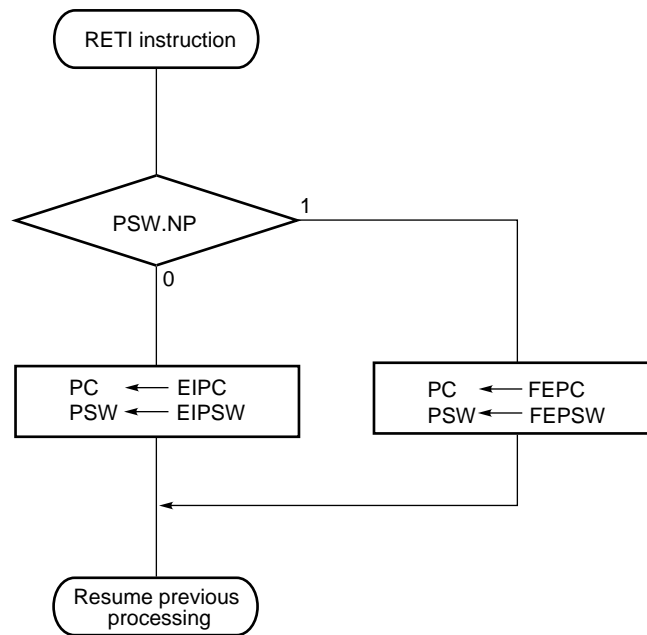 RETI instruction
PSW.NP
1
0
PC ← EIPC
PSW ← EIPSW
PC ← FEPC
PSW ← FEPSW
Resume previous
processing